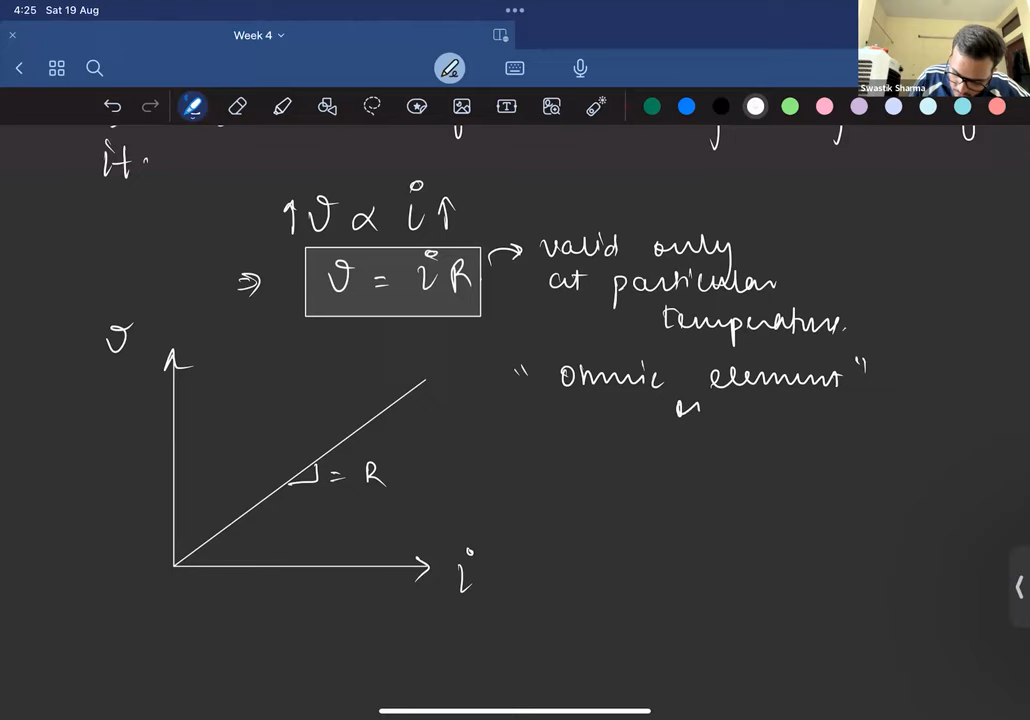 4:25 Sat 19 Aug
Week 4
Swastik Sharma
it.
↑v ∝ i↑
⇒ v = iR
valid only
at particular
temperature.
" Ohmic element "
v
= R
i